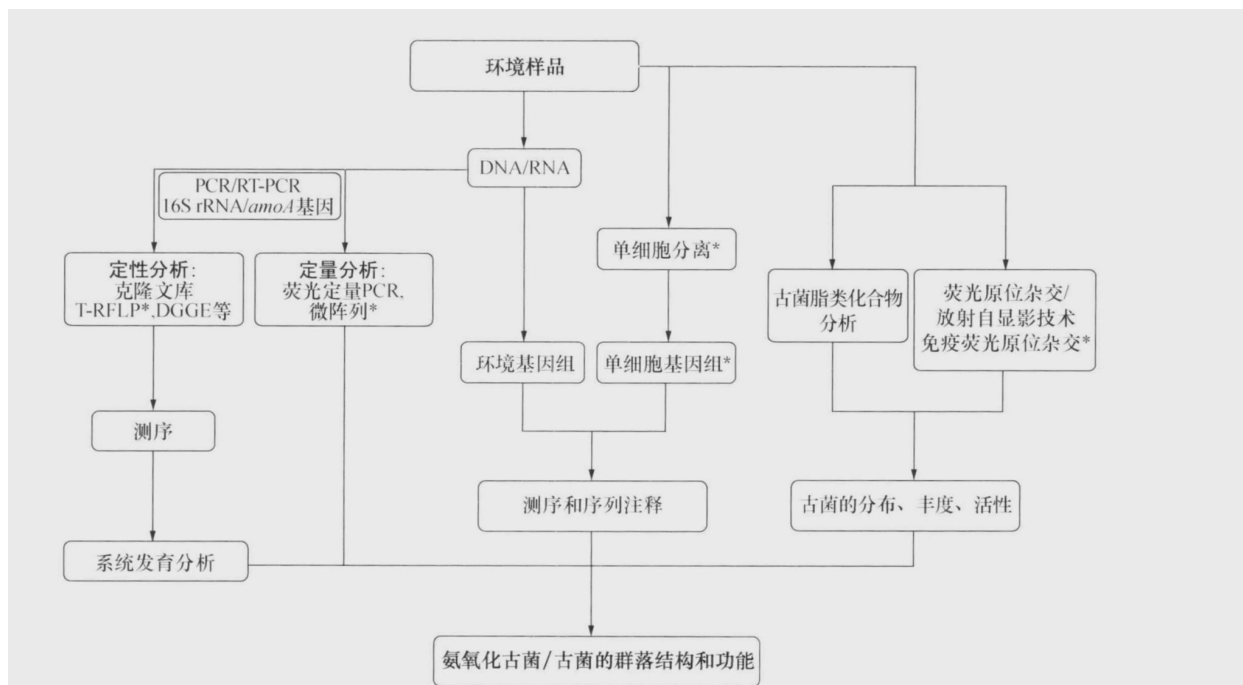 环境样品
DNA/RNA
PCR/RT-PCR
16S rRNA/amoA基因
单细胞分离*
定性分析:
克隆文库
T-RFLP*,DGGE等
定量分析:
荧光定量PCR,
微阵列*
古菌脂类化合物
分析
荧光原位杂交/
放射自显影技术
免疫荧光原位杂交*
环境基因组
单细胞基因组*
测序
测序和序列注释
古菌的分布、丰度、活性
系统发育分析
氨氧化古菌/古菌的群落结构和功能